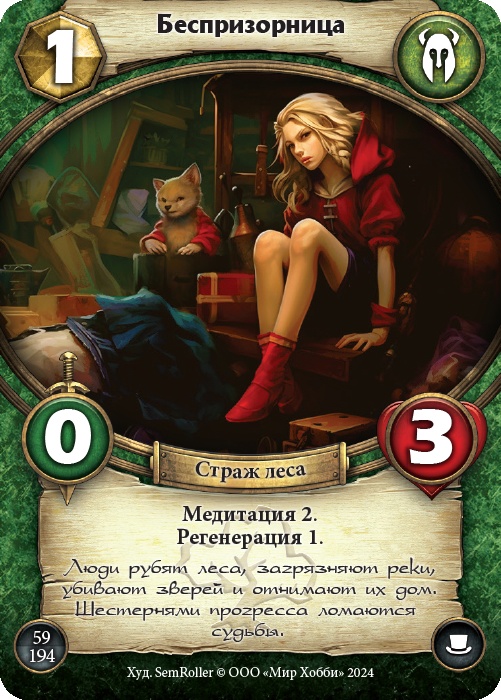 1
Беспризорница
0
3
Страж леса
Медитация 2.
Регенерация 1.
Люди рубят леса, загрязняют реки,
убивают зверей и отнимают их дом.
Шестернями прогресса ломаются
судьбы.
59
194
Худ. SemRoller © ООО «Мир Хобби» 2024